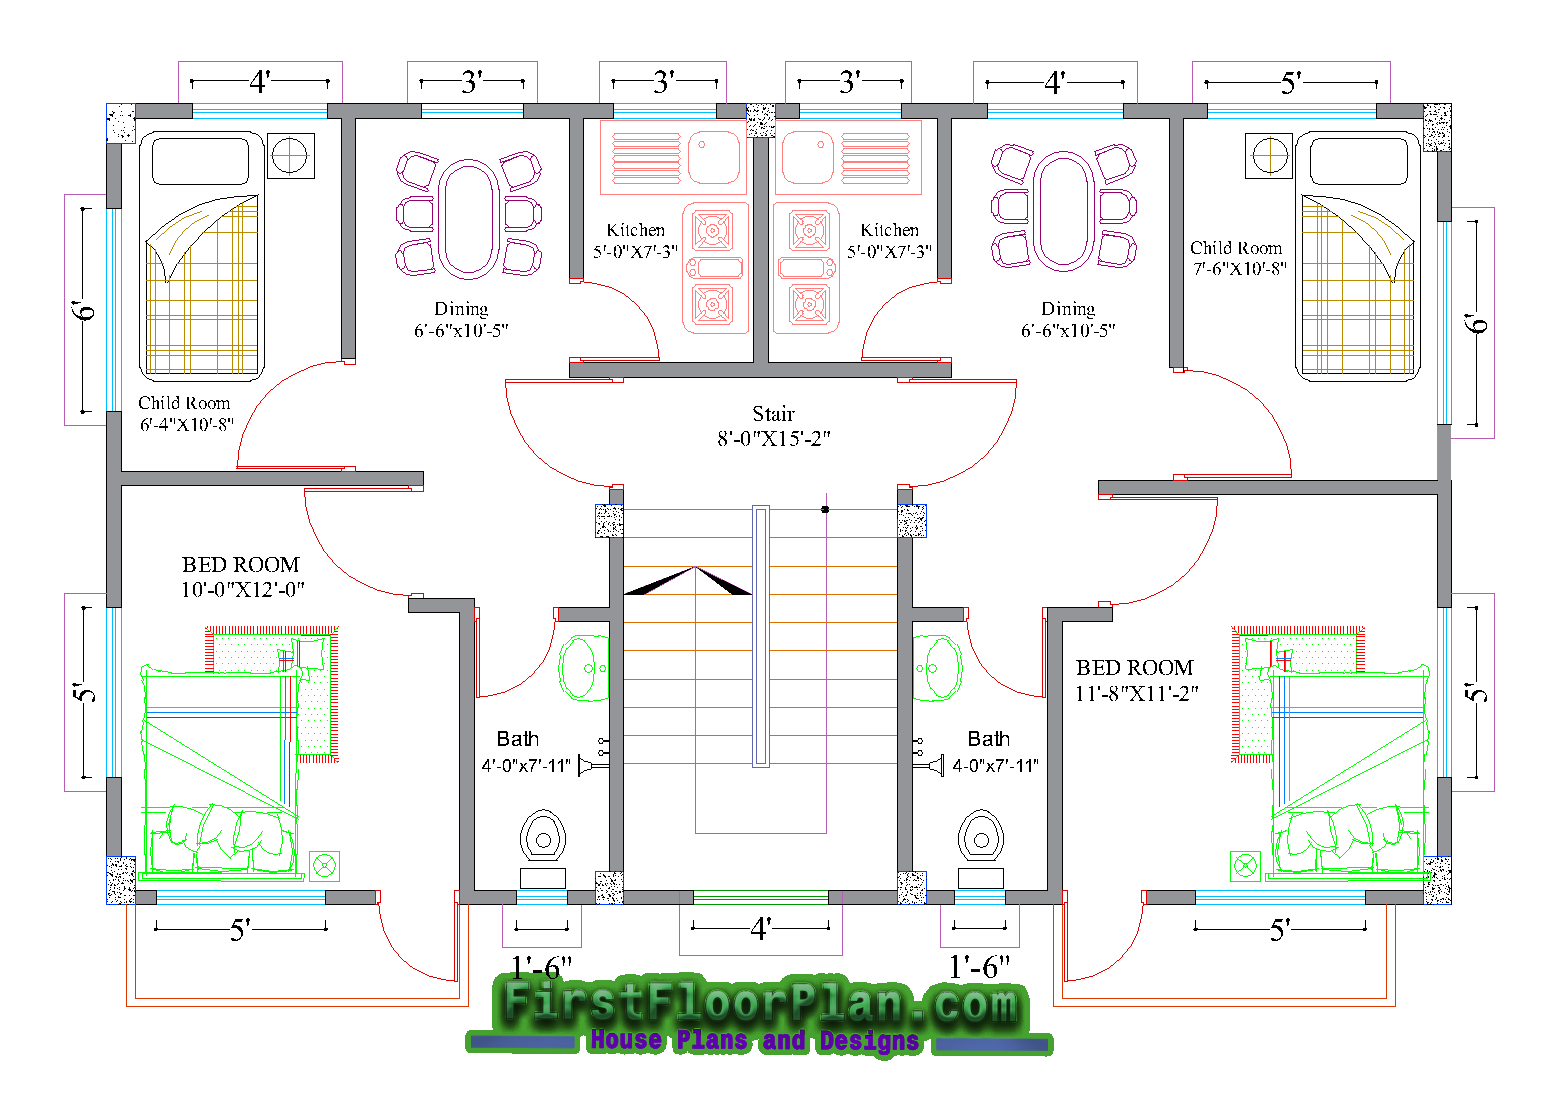 4'
3'
3'
3'
4'
5'
6'
6'
Kitchen
5'-0"X7'-3"
Kitchen
5'-0"X7'-3"
Child Room
7'-6"X10'-8"
Dining
6'-6"x10'-5"
Dining
6'-6"x10'-5"
Child Room
6'-4"X10'-8"
Stair
8'-0"X15'-2"
BED ROOM
10'-0"X12'-0"
BED ROOM
11'-8"X11'-2"
5'
5'
Bath
4'-0"x7'-11"
Bath
4-0"x7'-11"
5'
4'
5'
1'-6"
1'-6"
FirstFloorPlan.com
House Plans and Designs